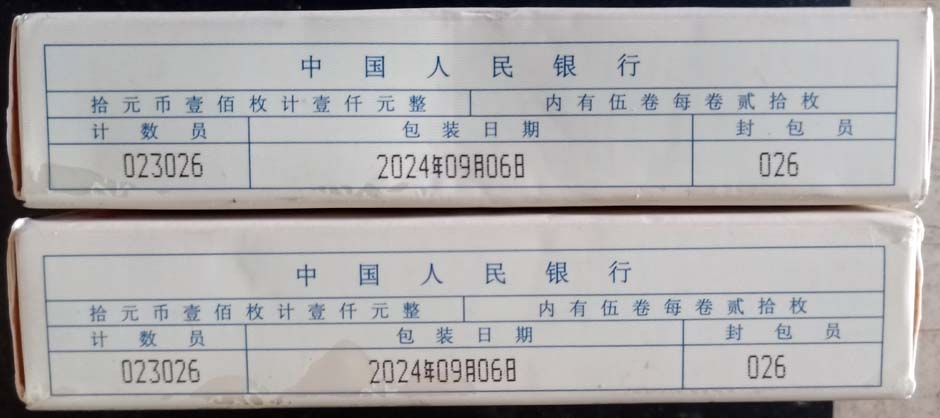 中国人民银行
拾元币壹佰枚计壹仟元整 内有伍卷每卷贰拾枚
计数员 包装日期 封包员
023026 2024年09月06日 026
中国人民银行
拾元币壹佰枚计壹仟元整 内有伍卷每卷贰拾枚
计数员 包装日期 封包员
023026 2024年09月06日 026